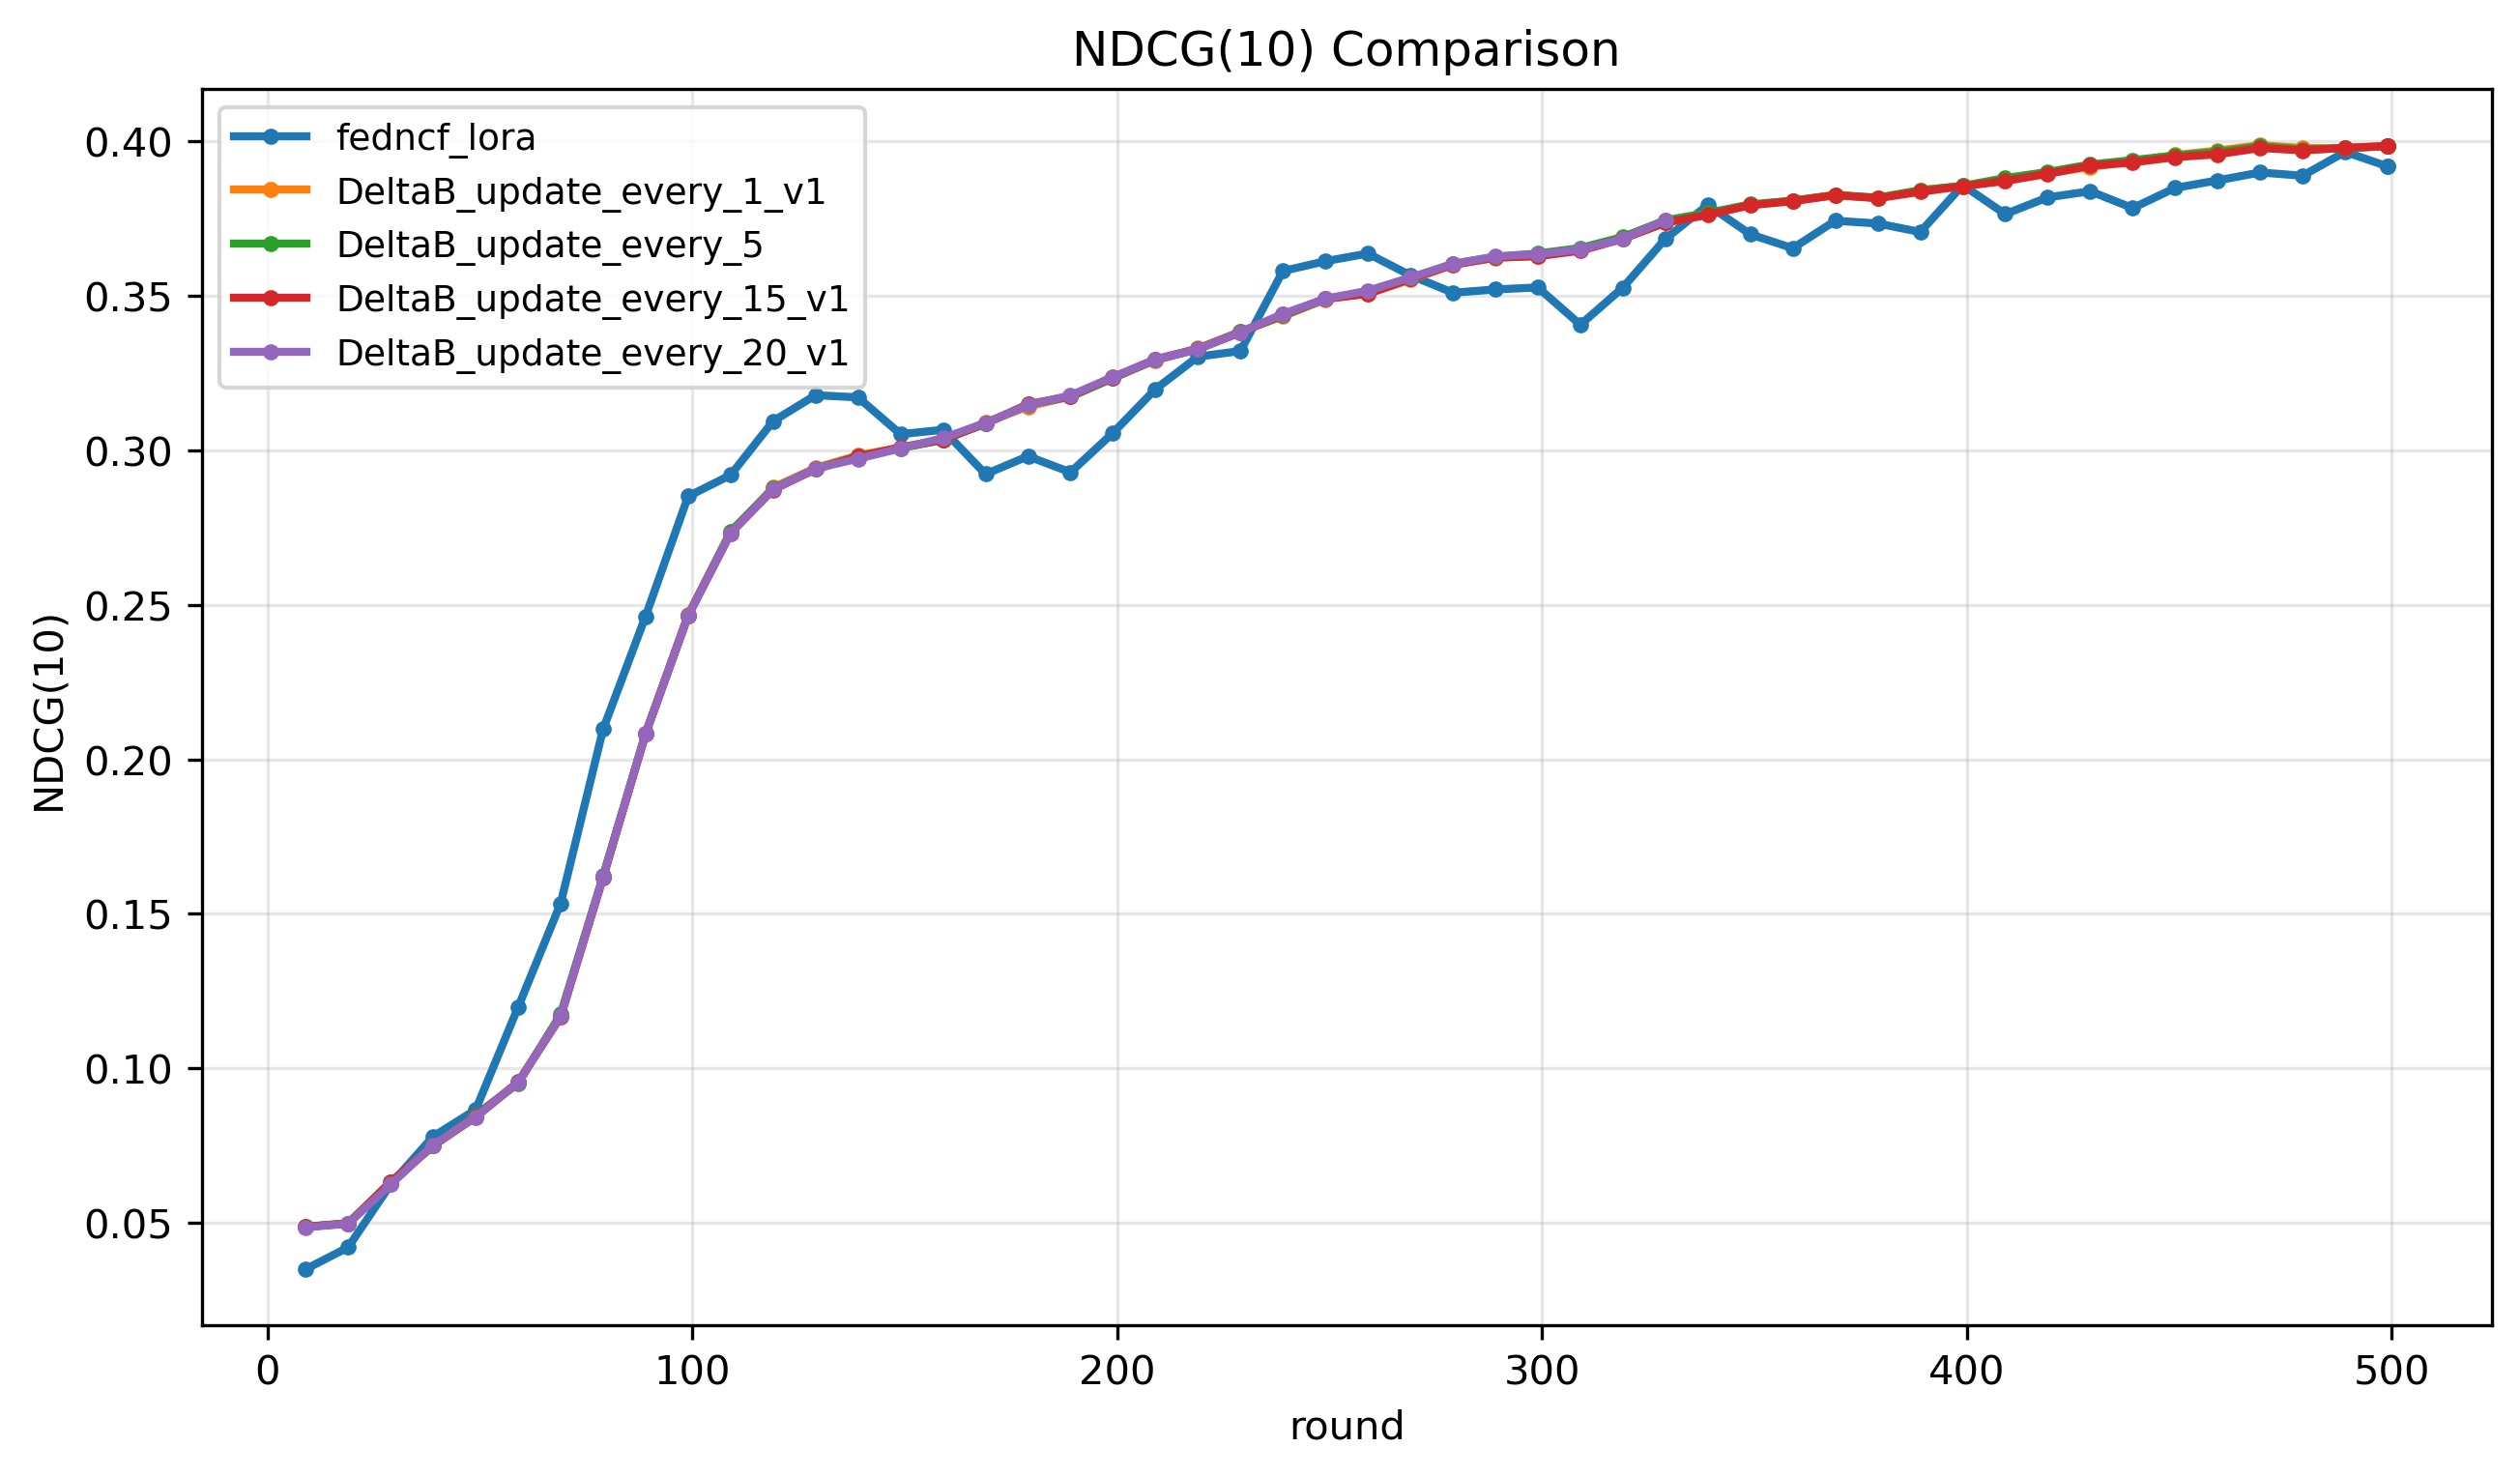 NDCG(10) Comparison
fedncf_lora
DeltaB_update_every_1_v1
DeltaB_update_every_5
DeltaB_update_every_15_v1
DeltaB_update_every_20_v1
0.40
0.35
0.30
0.25
0.20
0.15
0.10
0.05
NDCG(10)
0 100 200 300 400 500
round